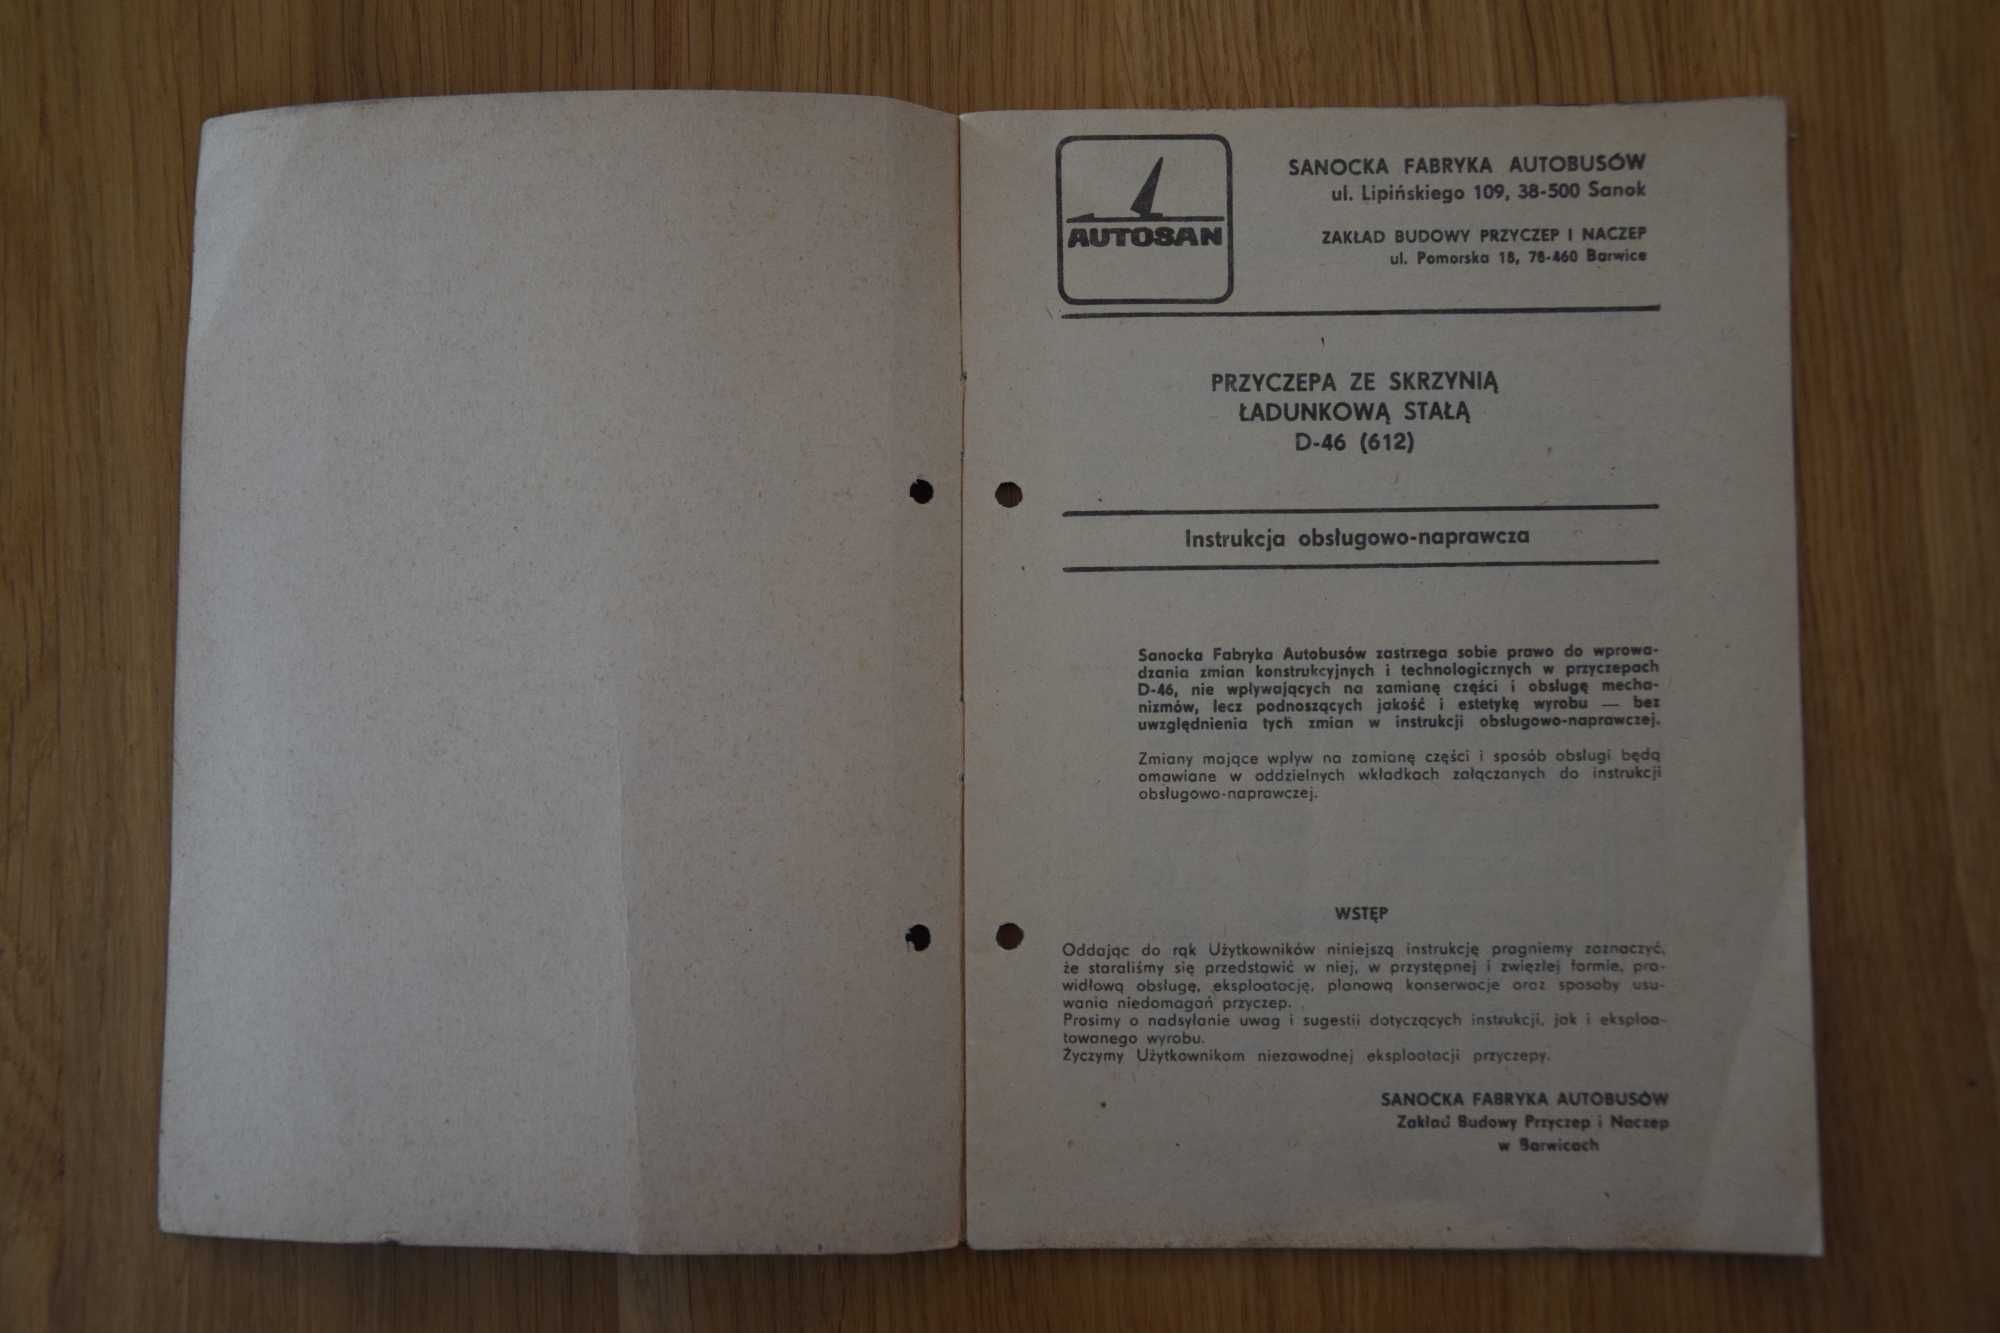 AUTOSAN
SANOCKA FABRYKA AUTOBUSÓW
ul. Lipińskiego 109, 38-500 Sanok
ZAKŁAD BUDOWY PRZYCZEP I NACZEP
ul. Pomorska 18, 78-460 Barwice
PRZYCZEPA ZE SKRZYNIĄ
ŁADUNKOWĄ STAŁĄ
D-46 (612)
Instrukcja obsługowo-naprawcza
Sanocka Fabryka Autobusów zastrzega sobie prawo do wprowa-
dzania zmian konstrukcyjnych i technologicznych w przyczepach
D-46, nie wpływających na zamianę części i obsługę mecha-
nizmów, lecz podnoszących jakość i estetykę wyrobu — bez
uwzględnienia tych zmian w instrukcji obsługowo-naprawczej.
Zmiany mające wpływ na zamianę części i sposób obsługi będą
omawiane w oddzielnych wkładkach załączanych do instrukcji
obsługowo-naprawczej.
WSTĘP
Oddając do rąk Użytkowników niniejszą instrukcję pragniemy zaznaczyć,
że staraliśmy się przedstawić w niej, w przystępnej i zwięzłej formie, pra-
widłową obsługę, eksploatację, planową konserwację oraz sposoby usu-
wania niedomagań przyczep.
Prosimy o nadsyłanie uwag i sugestii dotyczących instrukcji, jak i eksploa-
towanego wyrobu.
Życzymy Użytkownikom niezawodnej eksploatacji przyczepy.
SANOCKA FABRYKA AUTOBUSÓW
Zakład Budowy Przyczep i Naczep
w Barwicach